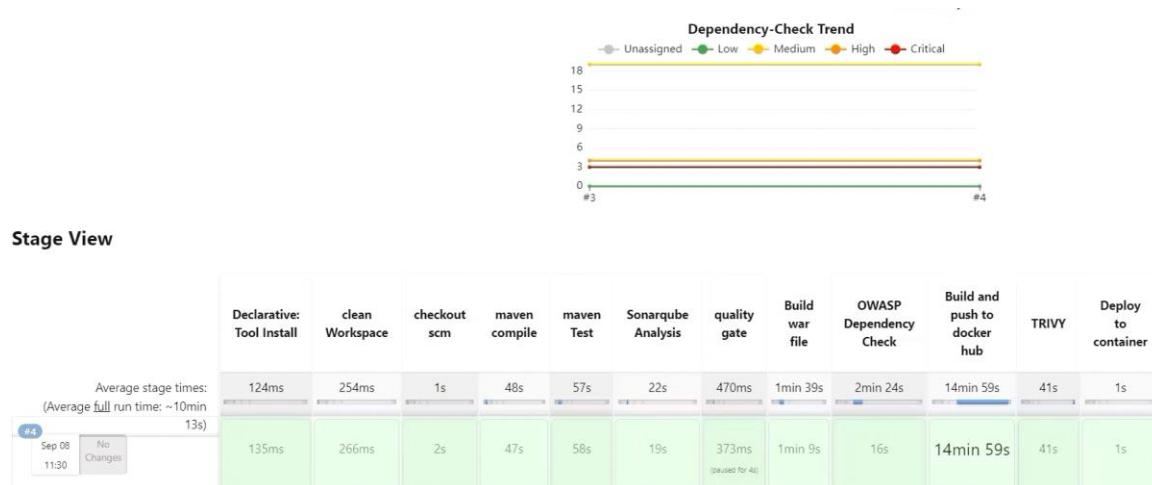 Dependency-Check Trend
Unassigned Low Medium High Critical
18
15
12
9
6
3
0
#3 #4
Stage View
Declarative:
Tool Install
clean
Workspace
checkout
scm
maven
compile
maven
Test
Sonarqube
Analysis
quality
gate
Build
war
file
OWASP
Dependency
Check
Build and
push to
docker
hub
TRIVY
Deploy
to
container
Average stage times:
(Average full run time: ~10min
13s)
124ms 254ms 1s 48s 57s 22s 470ms 1min 39s 2min 24s 14min 59s 41s 1s
#4
Sep 08
11:30
No
Changes
135ms 266ms 2s 47s 58s 19s 373ms 1min 9s 16s 14min 59s 41s 1s
(paused for 4s)